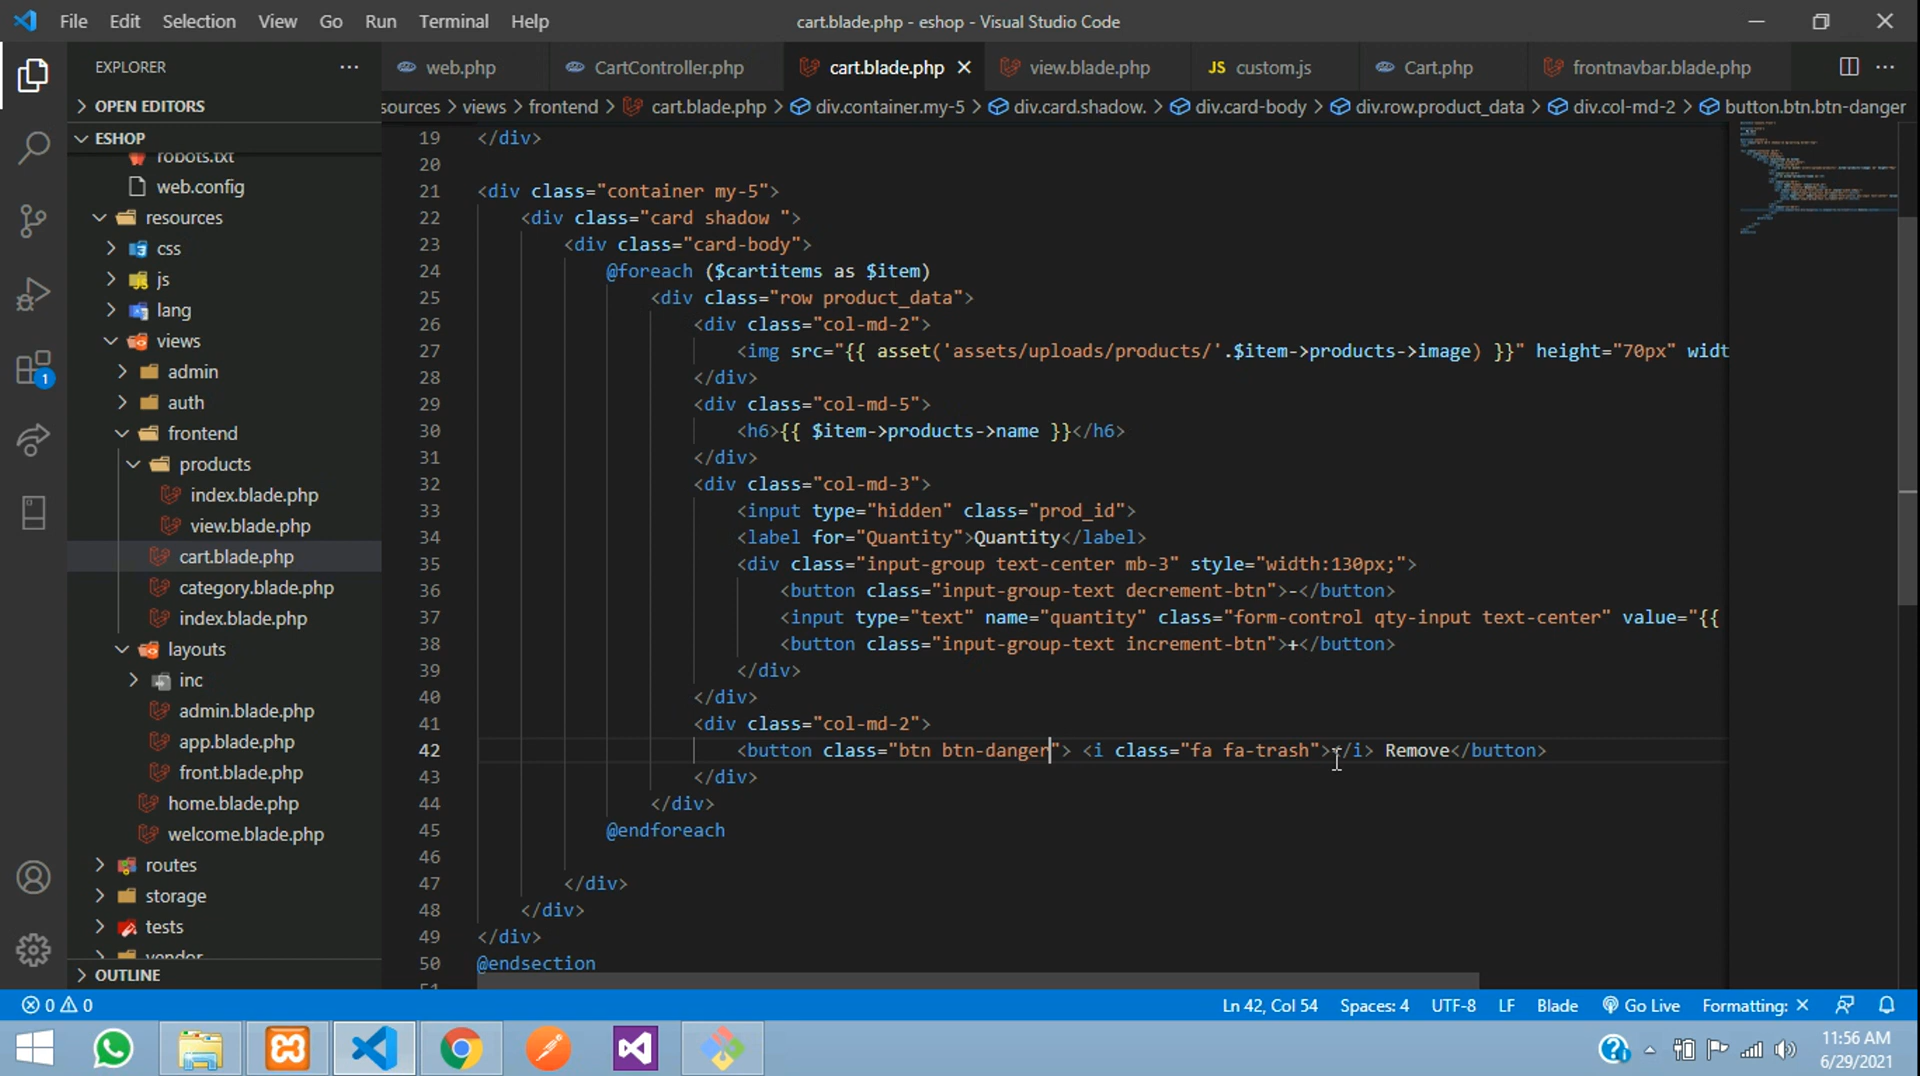 File Edit Selection View Go Run Terminal Help
cart.blade.php - eshop - Visual Studio Code
EXPLORER
web.php
CartController.php
cart.blade.php
view.blade.php
JS custom.js
Cart.php
frontnavbar.blade.php
OPEN EDITORS
sources > views > frontend > cart.blade.php > div.container.my-5 > div.card.shadow. > div.card-body > div.row.product_data > div.col-md-2 > button.btn.btn-danger
ESHOP
robots.txt
web.config
resources
css
js
lang
views
admin
auth
frontend
products
index.blade.php
view.blade.php
cart.blade.php
category.blade.php
index.blade.php
layouts
inc
admin.blade.php
app.blade.php
front.blade.php
home.blade.php
welcome.blade.php
routes
storage
tests
vendor
OUTLINE
1
19 </div>
20
21 <div class="container my-5">
22 <div class="card shadow ">
23 <div class="card-body">
24 @foreach ($cartitems as $item)
25 <div class="row product_data">
26 <div class="col-md-2">
27 <img src="{{ asset('assets/uploads/products/'.$item->products->image) }}" height="70px" widt
28 </div>
29 <div class="col-md-5">
30 <h6>{{ $item->products->name }}</h6>
31 </div>
32 <div class="col-md-3">
33 <input type="hidden" class="prod_id">
34 <label for="Quantity">Quantity</label>
35 <div class="input-group text-center mb-3" style="width:130px;">
36 <button class="input-group-text decrement-btn">-</button>
37 <input type="text" name="quantity" class="form-control qty-input text-center" value="{{
38 <button class="input-group-text increment-btn">+</button>
39 </div>
40 </div>
41 <div class="col-md-2">
42 <button class="btn btn-danger"> <i class="fa fa-trash"></i> Remove</button>
43 </div>
44 </div>
45 @endforeach
46
47 </div>
48 </div>
49 </div>
50 @endsection
51
0 0
Ln 42, Col 54 Spaces: 4 UTF-8 LF Blade Go Live Formatting: ×
11:56 AM
6/29/2021